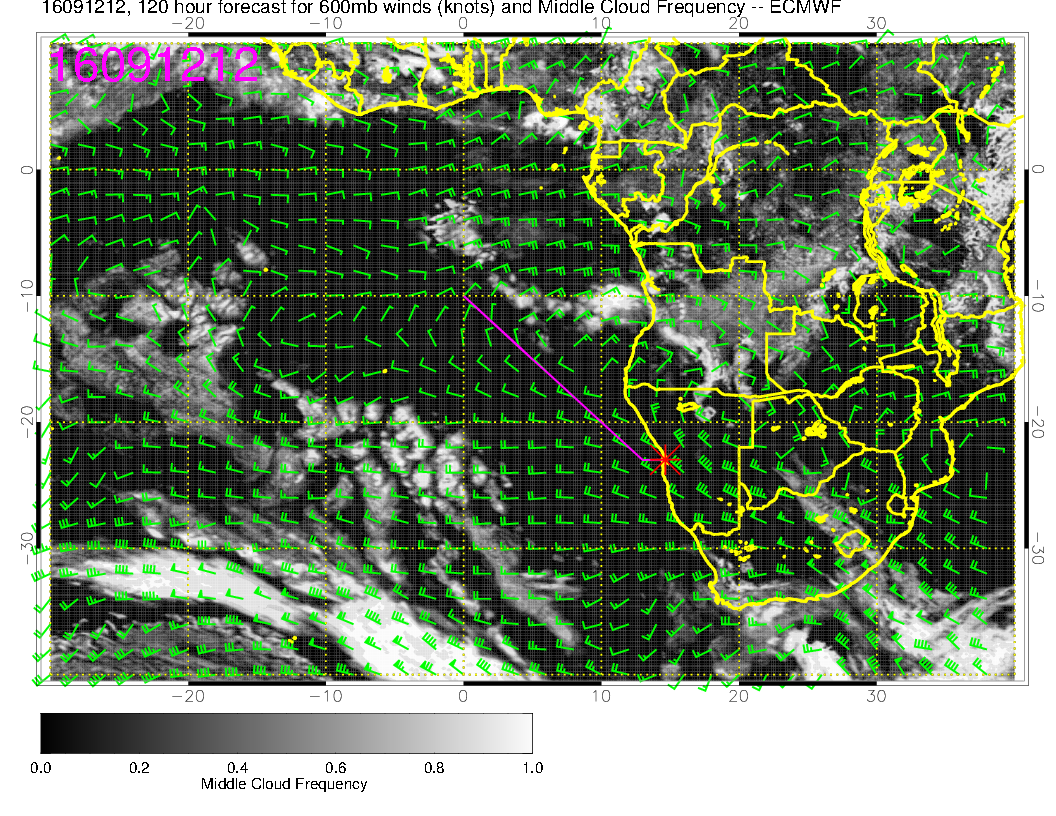 16091212, 120 hour forecast for 600mb winds (knots) and Middle Cloud Frequency -- ECMWF
-20 -10 0 10 20 30
16091212
0 0
-10 -10
-20 -20
-30 -30
-20 -10 0 10 20 30
0.0 0.2 0.4 0.6 0.8 1.0
Middle Cloud Frequency